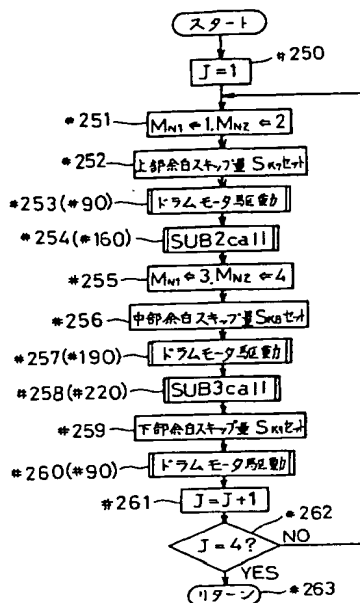 スタート
#250
J=1
#251
MN1←1, MN2←2
#252
上部余白スキップ量 SK7セット
#253(#90)
ドラムモータ駆動
#254(#160)
SUB2call
#255
MN1←3, MN2←4
#256
中部余白スキップ量 SK8セット
#257(#190)
ドラムモータ駆動
#258(#220)
SUB3call
#259
下部余白スキップ量 SK9セット
#260(#90)
ドラムモータ駆動
#261
J=J+1
#262
J=4?
NO
YES
リターン
#263